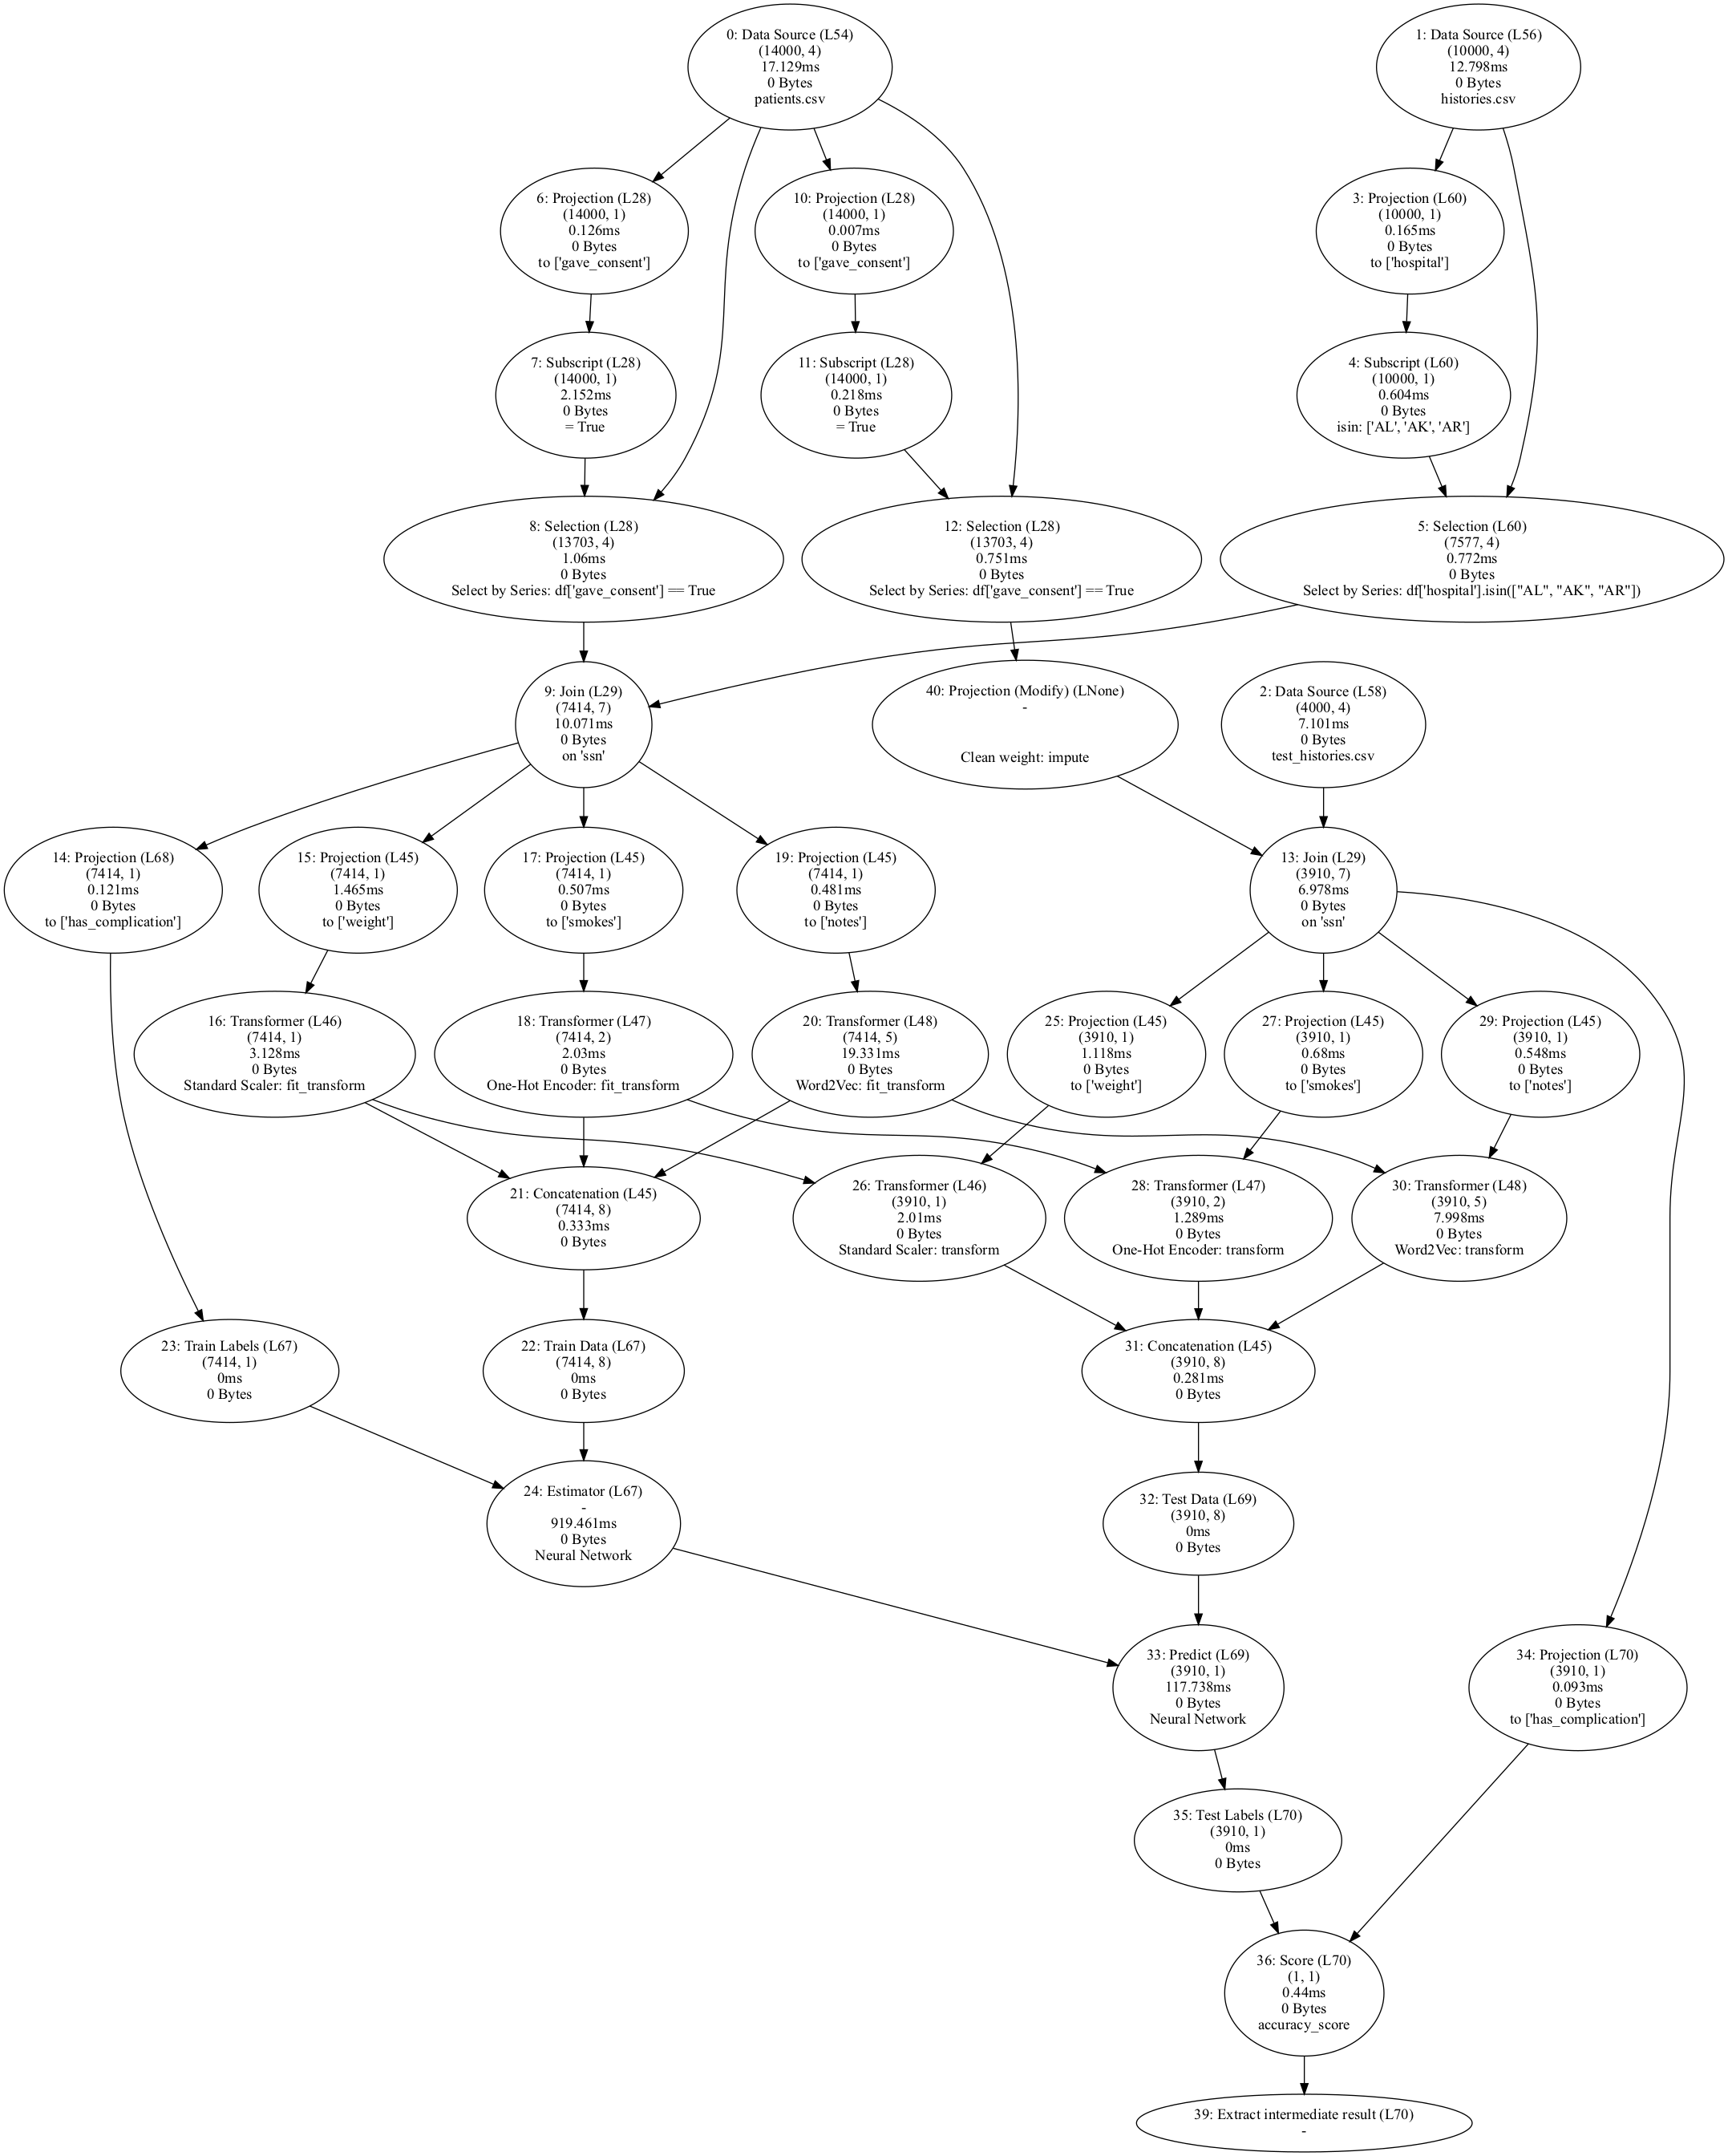 0: Data Source (L54)
(14000, 4)
17.129ms
0 Bytes
patients.csv
1: Data Source (L56)
(10000, 4)
12.798ms
0 Bytes
histories.csv
6: Projection (L28)
(14000, 1)
0.126ms
0 Bytes
to ['gave_consent']
10: Projection (L28)
(14000, 1)
0.007ms
0 Bytes
to ['gave_consent']
3: Projection (L60)
(10000, 1)
0.165ms
0 Bytes
to ['hospital']
7: Subscript (L28)
(14000, 1)
2.152ms
0 Bytes
= True
11: Subscript (L28)
(14000, 1)
0.218ms
0 Bytes
= True
4: Subscript (L60)
(10000, 1)
0.604ms
0 Bytes
isin: ['AL', 'AK', 'AR']
8: Selection (L28)
(13703, 4)
1.06ms
0 Bytes
Select by Series: df['gave_consent'] == True
12: Selection (L28)
(13703, 4)
0.751ms
0 Bytes
Select by Series: df['gave_consent'] == True
5: Selection (L60)
(7577, 4)
0.772ms
0 Bytes
Select by Series: df['hospital'].isin(["AL", "AK", "AR"])
9: Join (L29)
(7414, 7)
10.071ms
0 Bytes
on 'ssn'
40: Projection (Modify) (LNone)
-
Clean weight: impute
2: Data Source (L58)
(4000, 4)
7.101ms
0 Bytes
test_histories.csv
14: Projection (L68)
(7414, 1)
0.121ms
0 Bytes
to ['has_complication']
15: Projection (L45)
(7414, 1)
1.465ms
0 Bytes
to ['weight']
17: Projection (L45)
(7414, 1)
0.507ms
0 Bytes
to ['smokes']
19: Projection (L45)
(7414, 1)
0.481ms
0 Bytes
to ['notes']
13: Join (L29)
(3910, 7)
6.978ms
0 Bytes
on 'ssn'
16: Transformer (L46)
(7414, 1)
3.128ms
0 Bytes
Standard Scaler: fit_transform
18: Transformer (L47)
(7414, 2)
2.03ms
0 Bytes
One-Hot Encoder: fit_transform
20: Transformer (L48)
(7414, 5)
19.331ms
0 Bytes
Word2Vec: fit_transform
25: Projection (L45)
(3910, 1)
1.118ms
0 Bytes
to ['weight']
27: Projection (L45)
(3910, 1)
0.68ms
0 Bytes
to ['smokes']
29: Projection (L45)
(3910, 1)
0.548ms
0 Bytes
to ['notes']
21: Concatenation (L45)
(7414, 8)
0.333ms
0 Bytes
26: Transformer (L46)
(3910, 1)
2.01ms
0 Bytes
Standard Scaler: transform
28: Transformer (L47)
(3910, 2)
1.289ms
0 Bytes
One-Hot Encoder: transform
30: Transformer (L48)
(3910, 5)
7.998ms
0 Bytes
Word2Vec: transform
23: Train Labels (L67)
(7414, 1)
0ms
0 Bytes
22: Train Data (L67)
(7414, 8)
0ms
0 Bytes
31: Concatenation (L45)
(3910, 8)
0.281ms
0 Bytes
24: Estimator (L67)
-
919.461ms
0 Bytes
Neural Network
32: Test Data (L69)
(3910, 8)
0ms
0 Bytes
33: Predict (L69)
(3910, 1)
117.738ms
0 Bytes
Neural Network
34: Projection (L70)
(3910, 1)
0.093ms
0 Bytes
to ['has_complication']
35: Test Labels (L70)
(3910, 1)
0ms
0 Bytes
36: Score (L70)
(1, 1)
0.44ms
0 Bytes
accuracy_score
39: Extract intermediate result (L70)
-